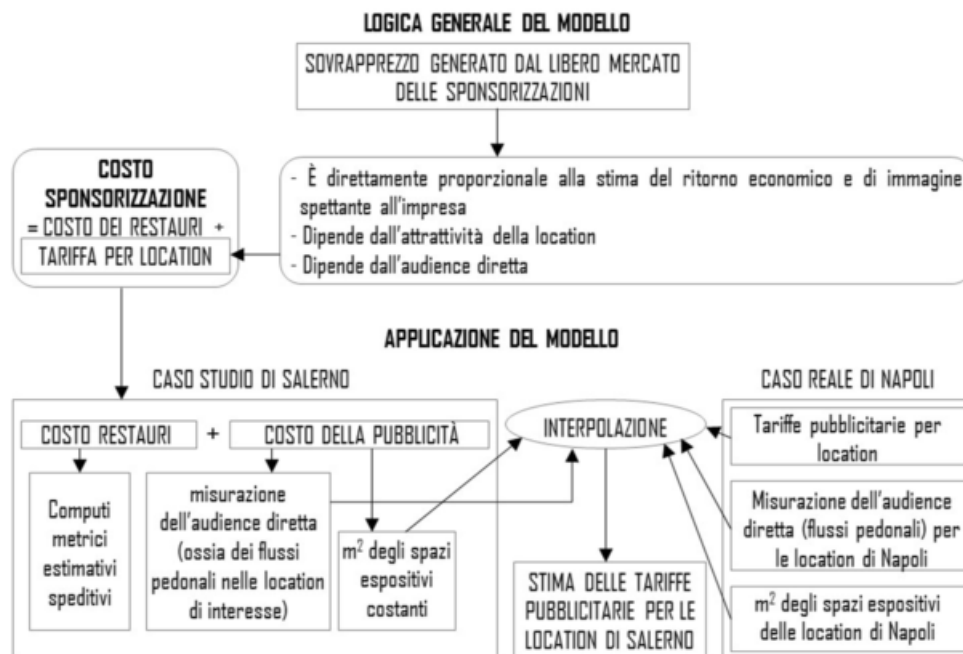 LOGICA GENERALE DEL MODELLO
SOVRAPPREZZO GENERATO DAL LIBERO MERCATO
DELLE SPONSORIZZAZIONI
COSTO
SPONSORIZZAZIONE
= COSTO DEI RESTAURI +
TARIFFA PER LOCATION
- È direttamente proporzionale alla stima del ritorno economico e di immagine
spettante all'impresa
- Dipende dall'attrattività della location
- Dipende dall'audience diretta
APPLICAZIONE DEL MODELLO
CASO STUDIO DI SALERNO
COSTO RESTAURI + COSTO DELLA PUBBLICITÀ
Computi
metrici
estimativi
speditivi
misurazione
dell'audience diretta
(ossia dei flussi
pedonali nelle location
di interesse)
m² degli spazi
espositivi
costanti
INTERPOLAZIONE
STIMA DELLE TARIFFE
PUBBLICITARIE PER LE
LOCATION DI SALERNO
CASO REALE DI NAPOLI
Tariffe pubblicitarie per
location
Misurazione dell'audience
diretta (flussi pedonali) per
le location di Napoli
m² degli spazi espositivi
delle location di Napoli